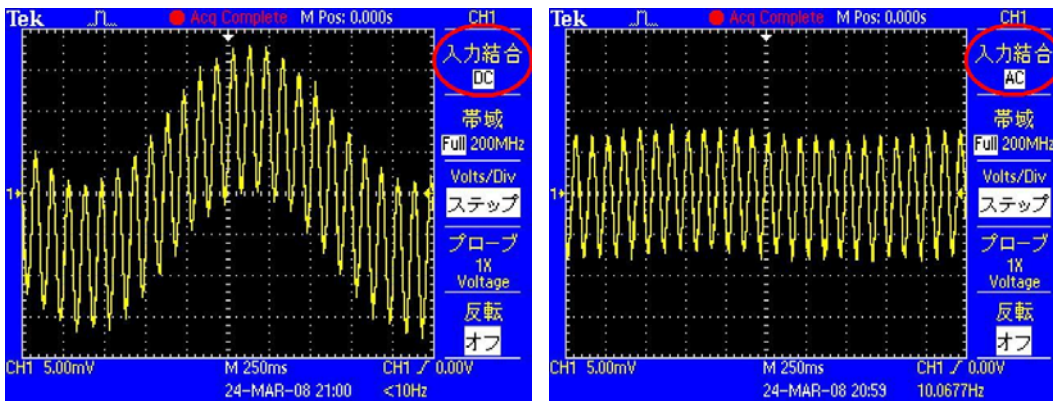 Tek Acq Complete M Pos: 0.000s CH1
入力結合
DC
帯域
Full 200MHz
Volts/Div
ステップ
プローブ
1X
Voltage
反転
オフ
1
CH1 5.00mV M 250ms CH1 / 0.00V
24-MAR-08 21:00 <10Hz
Tek Acq Complete M Pos: 0.000s CH1
入力結合
AC
帯域
Full 200MHz
Volts/Div
ステップ
プローブ
1X
Voltage
反転
オフ
1
CH1 5.00mV M 250ms CH1 / 0.00V
24-MAR-08 20:59 10.0677Hz